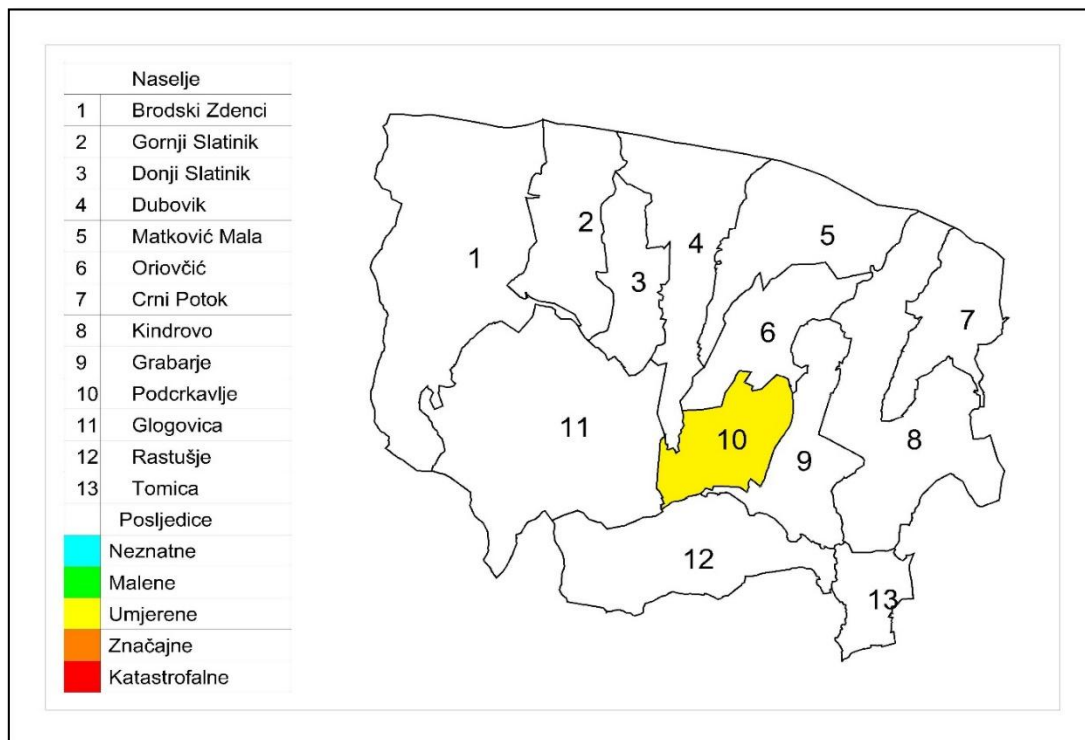 Naselje
1 Brodski Zdenci
2 Gornji Slatinik
3 Donji Slatinik
4 Dubovik
5 Matković Mala
6 Oriovčić
7 Crni Potok
8 Kindrovo
9 Grabarje
10 Podcrkavlje
11 Glogovica
12 Rastušje
13 Tomica
Posljedice
Neznatne
Malene
Umjerene
Značajne
Katastrofalne
1
2
3
4
5
6
7
8
9
10
11
12
13